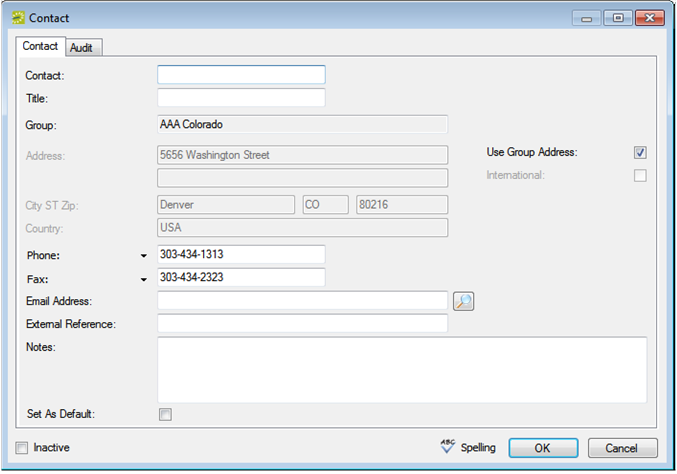 Contact
Contact Audit
Contact:
Title:
Group: AAA Colorado
Address: 5656 Washington Street Use Group Address:
International:
City ST Zip: Denver CO 80216
Country: USA
Phone: 303-434-1313
Fax: 303-434-2323
Email Address:
External Reference:
Notes:
Set As Default:
Inactive ABC Spelling OK Cancel